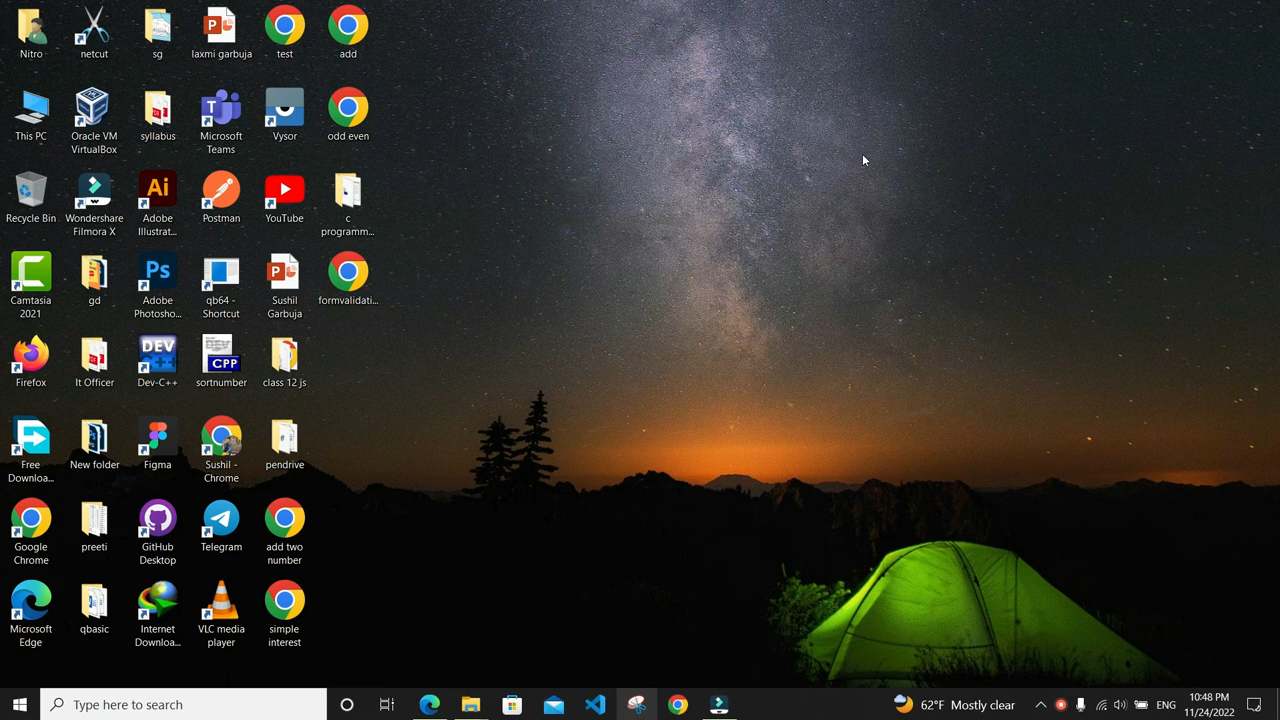 Nitro
netcut
sg
laxmi garbuja
test
add
This PC
Oracle VM
VirtualBox
syllabus
Microsoft
Teams
Vysor
odd even
Recycle Bin
Wondershare
Filmora X
Ai
Adobe
Illustrat...
Postman
YouTube
c
programm...
Camtasia
2021
gd
Ps
Adobe
Photosho...
qb64 -
Shortcut
Sushil
Garbuja
formvalidati...
Firefox
It Officer
DEV
Dev-C++
CPP
sortnumber
class 12 js
Free
Downloa...
New folder
Figma
Sushil -
Chrome
pendrive
Google
Chrome
preeti
GitHub
Desktop
Telegram
add two
number
Microsoft
Edge
qbasic
Internet
Downloa...
VLC media
player
simple
interest
Type here to search
62°F Mostly clear
ENG
10:48 PM
11/24/2022